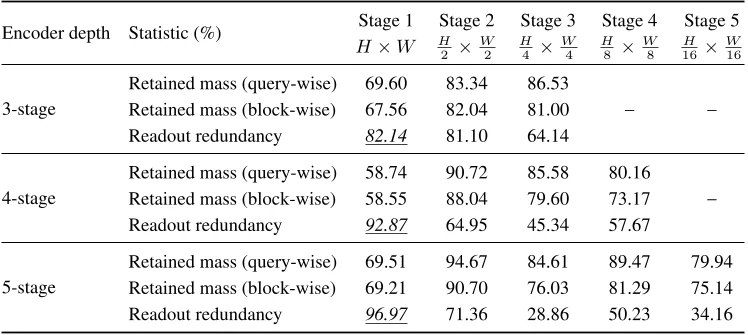 Encoder depth Statistic (%) Stage 1 Stage 2 Stage 3 Stage 4 Stage 5
H × W H/2 × W/2 H/4 × W/4 H/8 × W/8 H/16 × W/16
Retained mass (query-wise) 69.60 83.34 86.53
3-stage Retained mass (block-wise) 67.56 82.04 81.00 – –
Readout redundancy 82.14 81.10 64.14
Retained mass (query-wise) 58.74 90.72 85.58 80.16
4-stage Retained mass (block-wise) 58.55 88.04 79.60 73.17 –
Readout redundancy 92.87 64.95 45.34 57.67
Retained mass (query-wise) 69.51 94.67 84.61 89.47 79.94
5-stage Retained mass (block-wise) 69.21 90.70 76.03 81.29 75.14
Readout redundancy 96.97 71.36 28.86 50.23 34.16